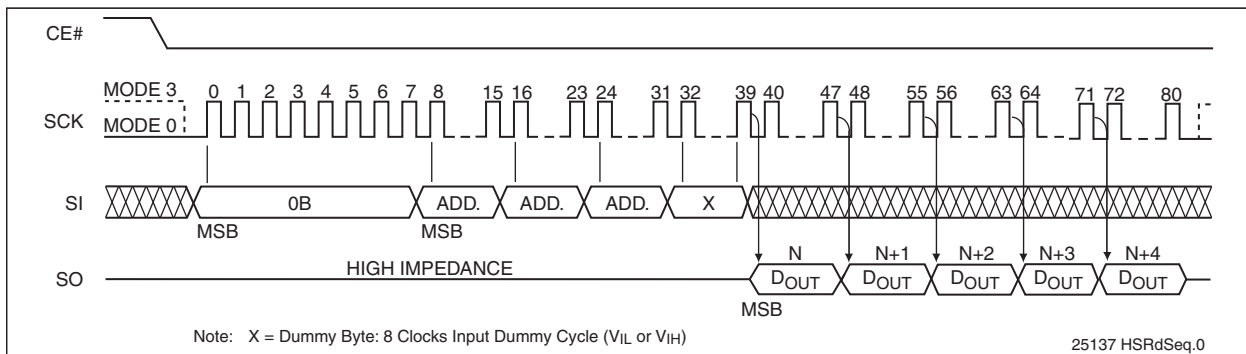 CE#
MODE 3
0 1 2 3 4 5 6 7 8 15 16 23 24 31 32 39 40 47 48 55 56 63 64 71 72 80
SCK
MODE 0
SI
0B
ADD.
ADD.
ADD.
X
MSB
MSB
N
N+1
N+2
N+3
N+4
SO
HIGH IMPEDANCE
DOUT
DOUT
DOUT
DOUT
DOUT
MSB
Note: X = Dummy Byte: 8 Clocks Input Dummy Cycle (VIL or VIH)
25137 HSRdSeq.0